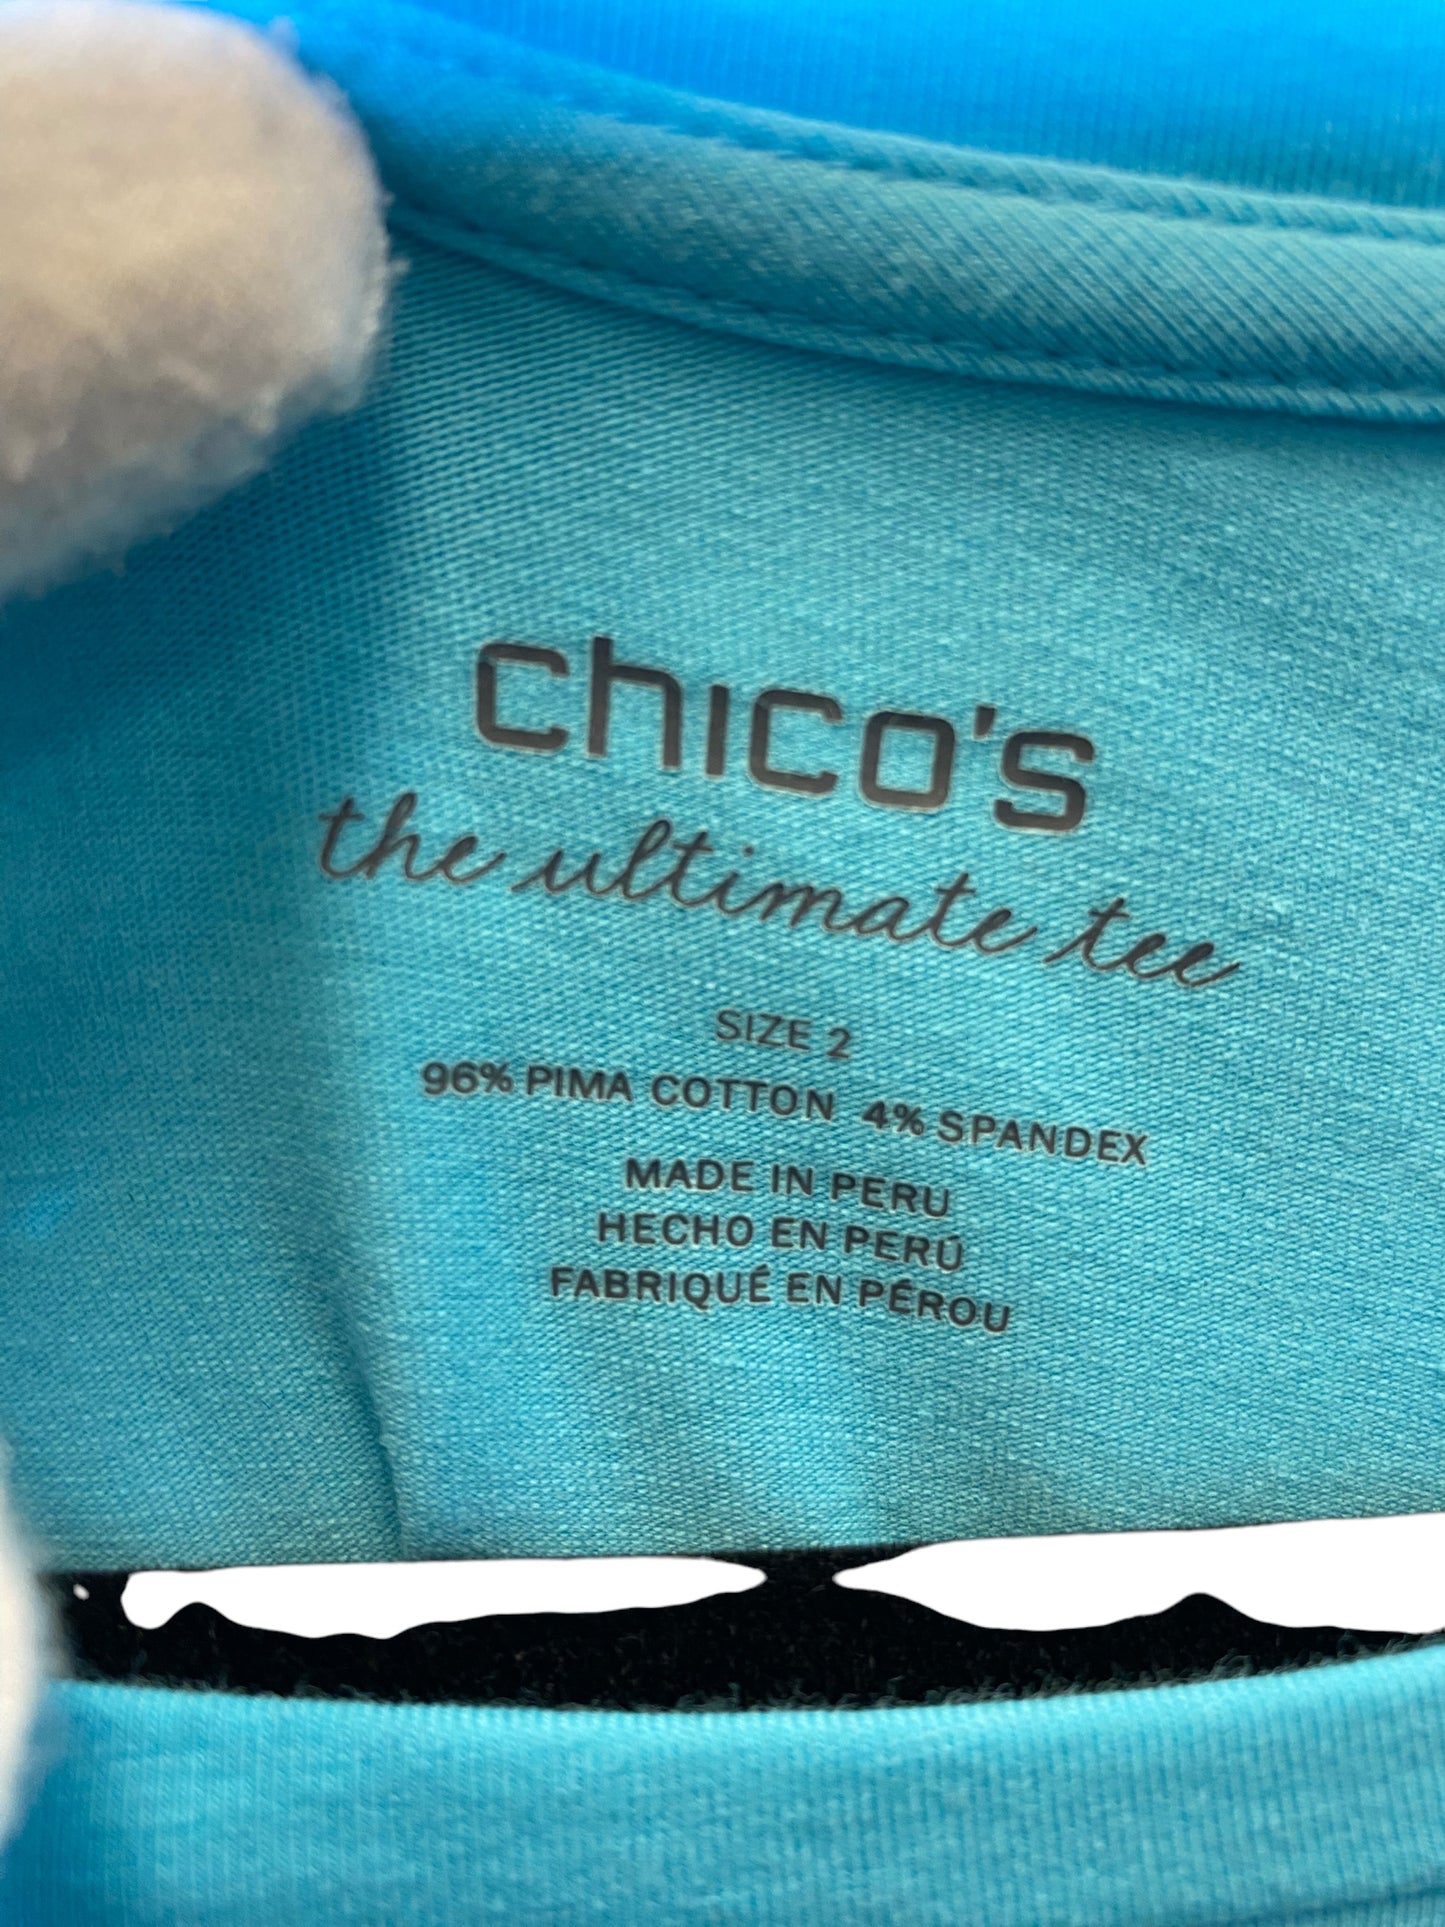 chico's
the ultimate tee
SIZE 2
96% PIMA COTTON 4% SPANDEX
MADE IN PERU
HECHO EN PERÚ
FABRIQUÉ EN PÉROU